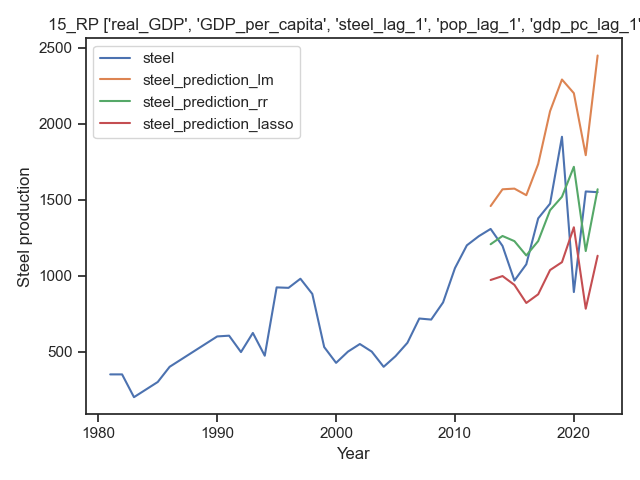 15_RP ['real_GDP', 'GDP_per_capita', 'steel_lag_1', 'pop_lag_1', 'gdp_pc_lag_1'
steel
steel_prediction_lm
steel_prediction_rr
steel_prediction_lasso
Steel production
2500
2000
1500
1000
500
1980
1990
2000
2010
2020
Year